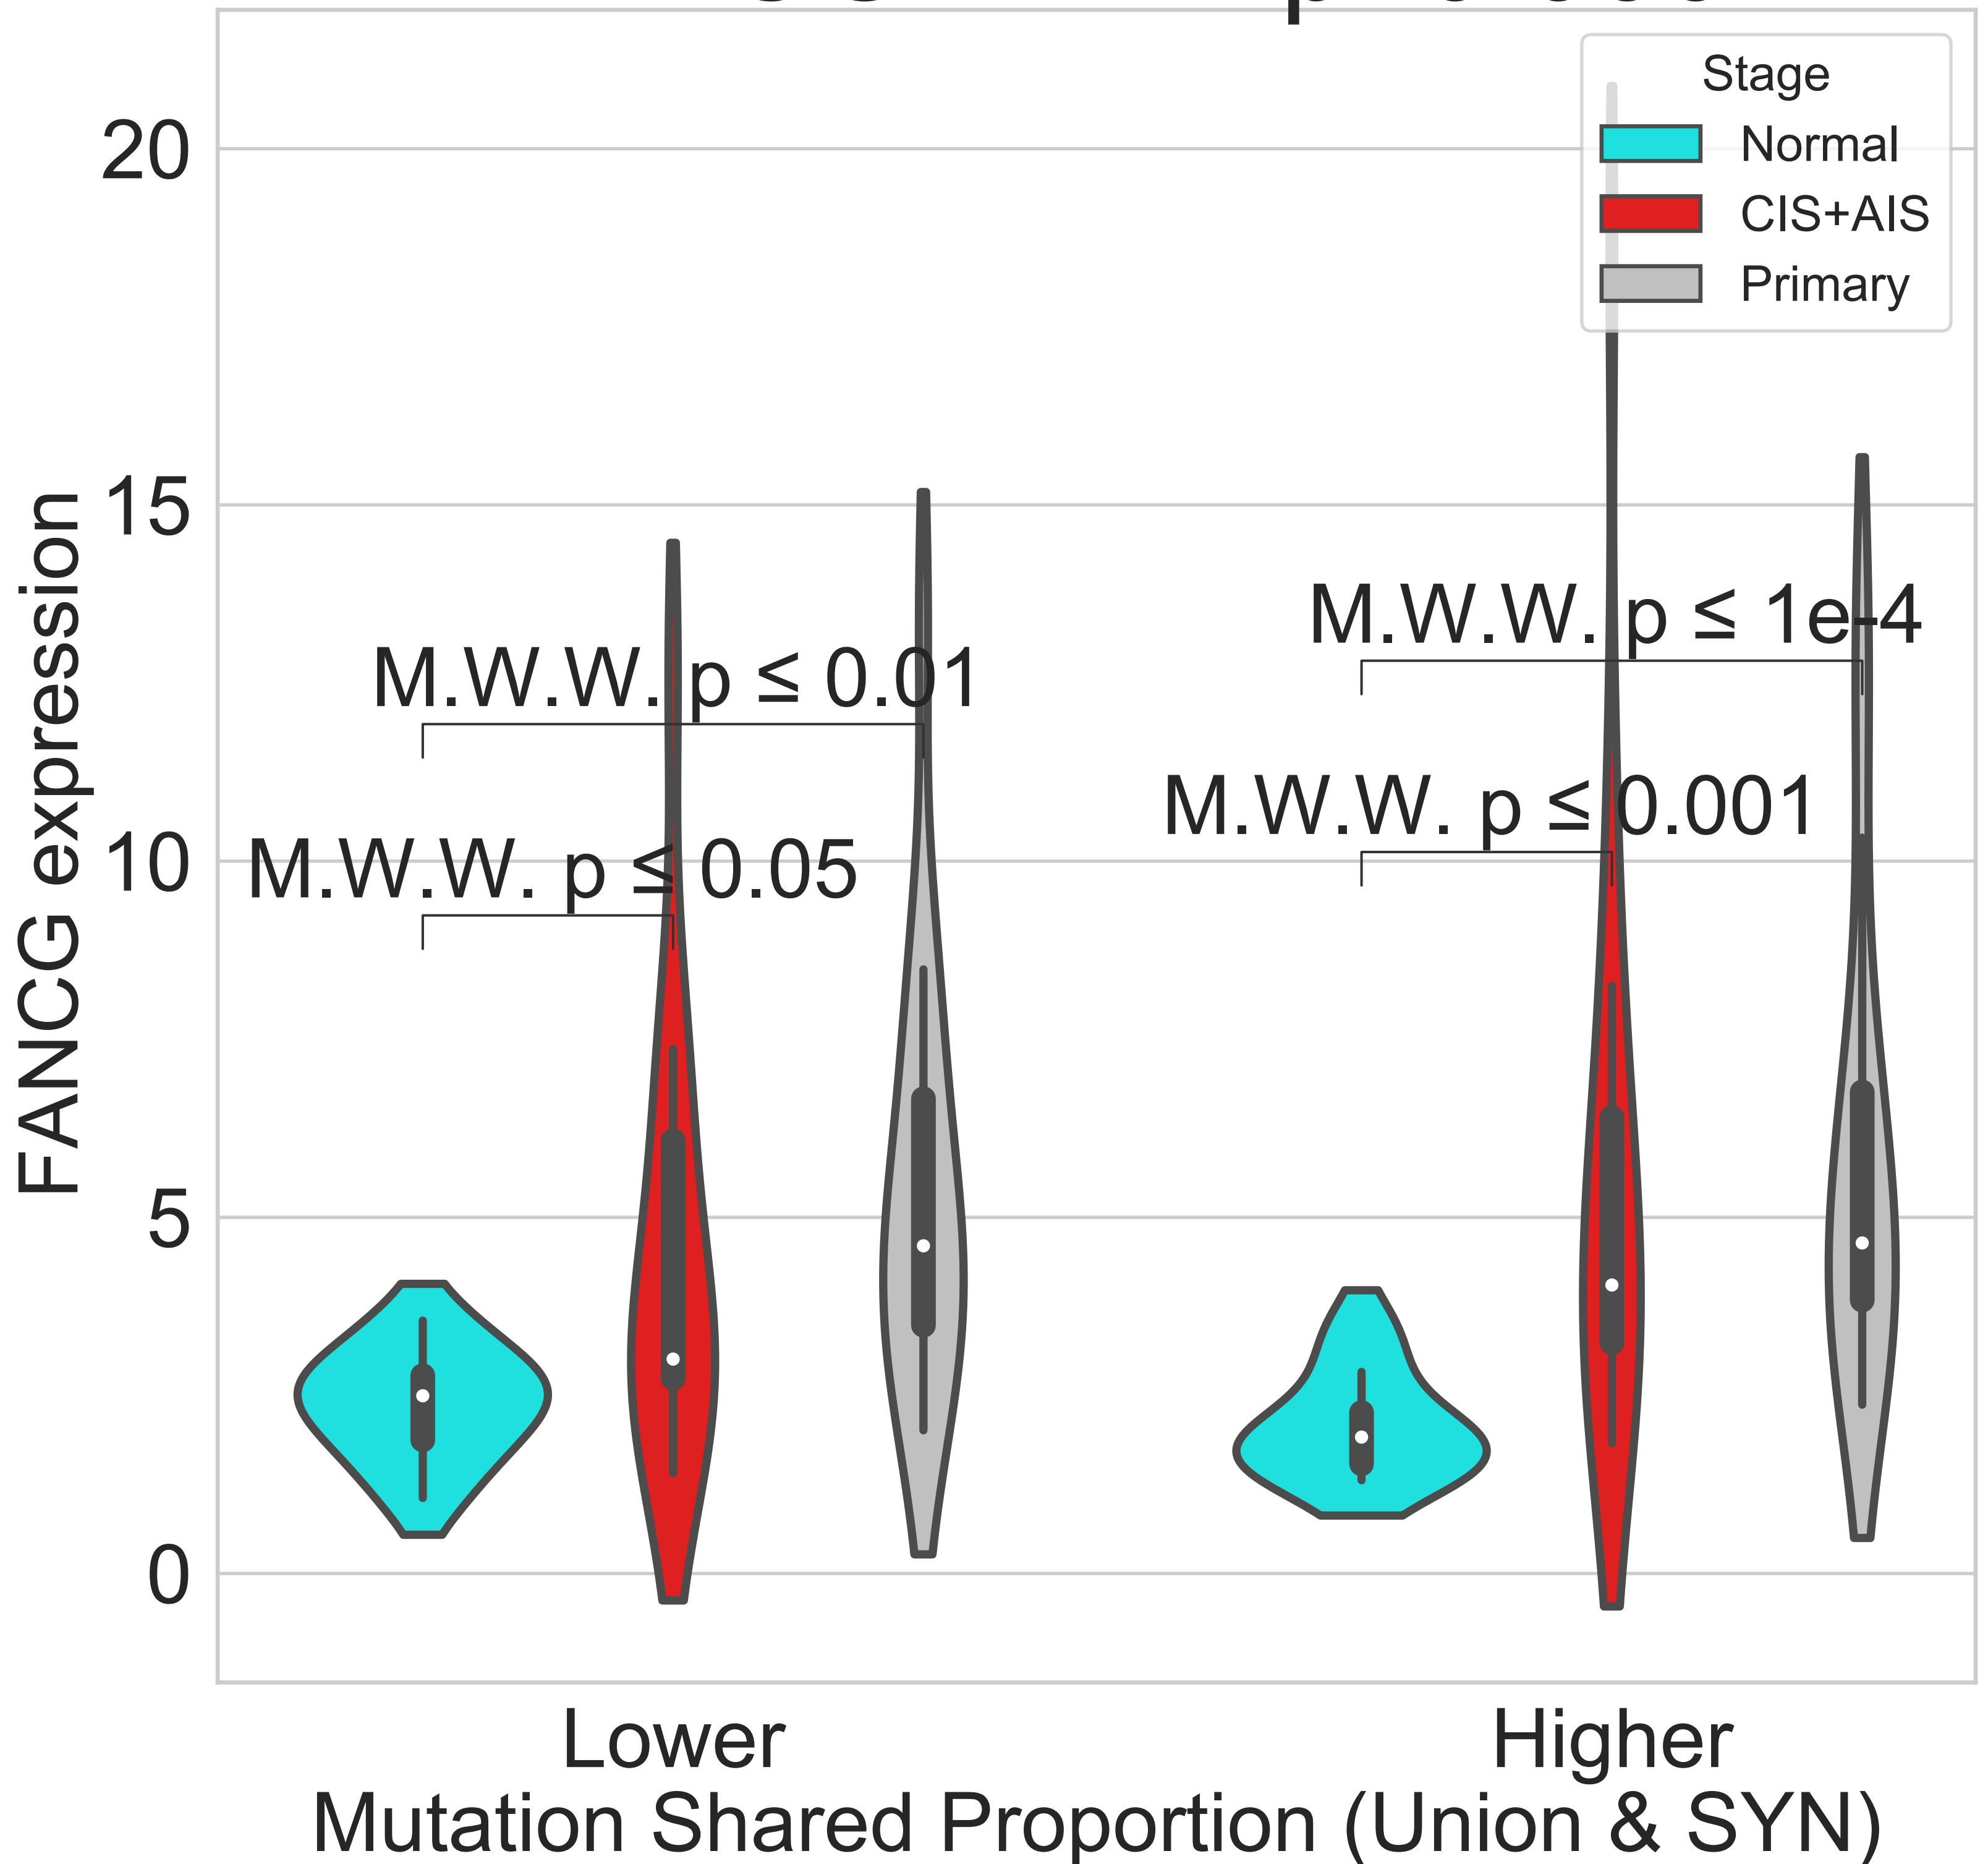 Stage
Normal
CIS+AIS
Primary
20
15
10
5
0
FANCG expression
M.W.W. p ≤ 0.01
M.W.W. p ≤ 0.05
M.W.W. p ≤ 1e-4
M.W.W. p ≤ 0.001
Lower
Higher
Mutation Shared Proportion (Union & SYN)